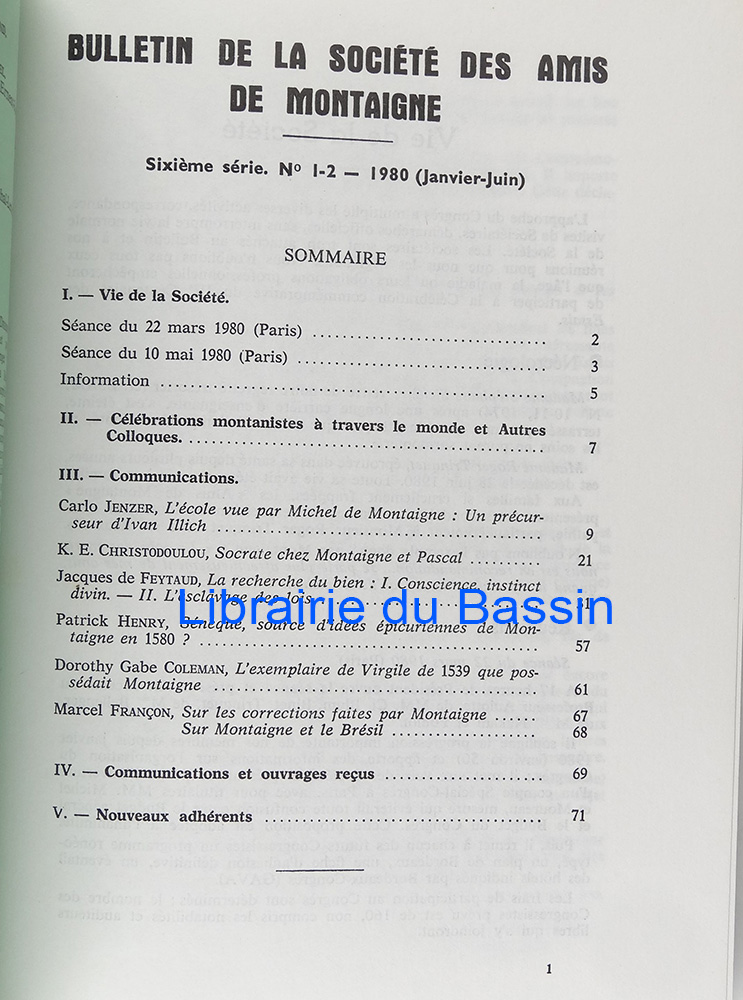 BULLETIN DE LA SOCIÉTÉ DES AMIS
DE MONTAIGNE
Sixième série. Nº 1-2 — 1980 (Janvier-Juin)
SOMMAIRE
I. — Vie de la Société.
Séance du 22 mars 1980 (Paris) ................................ 2
Séance du 10 mai 1980 (Paris) ................................ 3
Information ................................ 5
II. — Célébrations montanistes à travers le monde et Autres
Colloques. ................................ 7
III. — Communications.
Carlo JENZER, L'école vue par Michel de Montaigne : Un précur-
seur d'Ivan Illich ................................ 9
K. E. CHRISTODOULOU, Socrate chez Montaigne et Pascal .......... 21
Jacques de FEYTAUD, La recherche du bien : I. Conscience, instinct
divin. — II. L'esclavage des lois ................................ 31
Librairie du Bassin
Patrick HENRY, Sénèque, source d'idées épicuriennes de Mon-
taigne en 1580 ? ................................ 57
Dorothy Gabe COLEMAN, L'exemplaire de Virgile de 1539 que pos-
sédait Montaigne ................................ 61
Marcel FRANÇON, Sur les corrections faites par Montaigne ...... 67
Sur Montaigne et le Brésil .................... 68
IV. — Communications et ouvrages reçus .................... 69
V. — Nouveaux adhérents ................................ 71
1